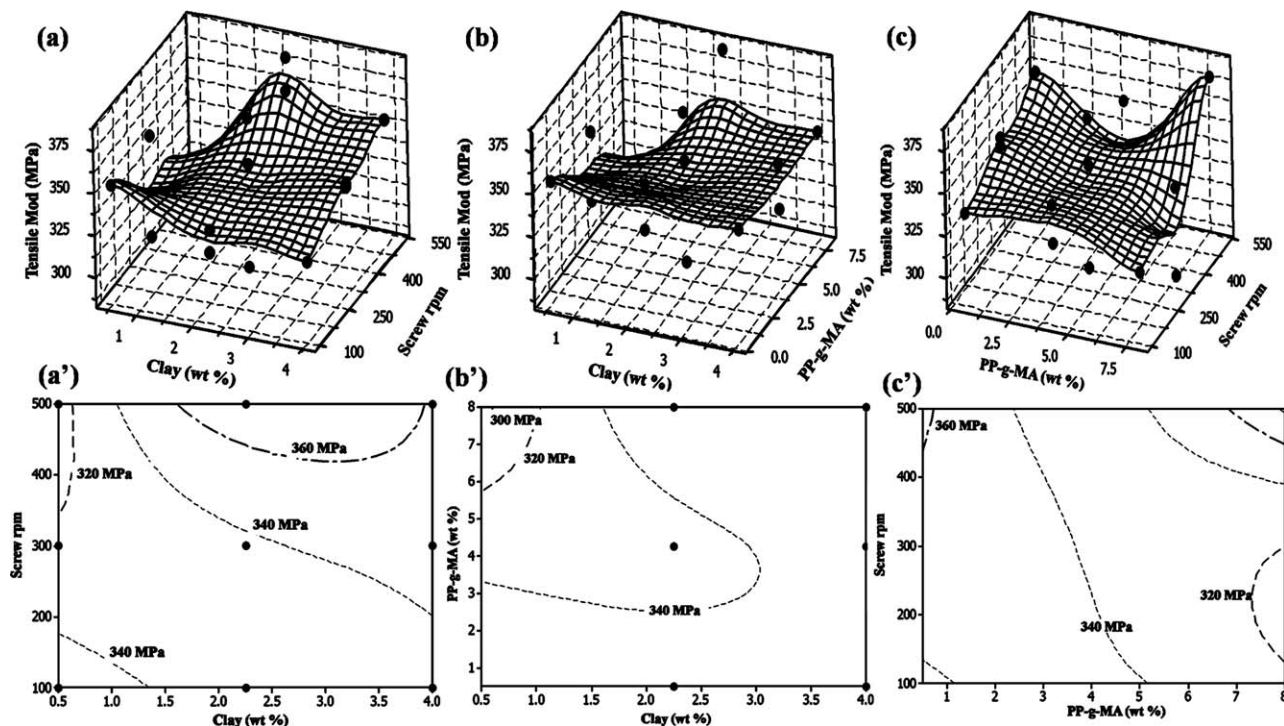 (a)
Tensile Mod (MPa)
375
350
325
300
1
2
3
4
Clay (wt %)
100
250
400
550
Screw rpm
(b)
Tensile Mod (MPa)
375
350
325
300
1
2
3
4
Clay (wt %)
0.0
2.5
5.0
7.5
PP-g-MA (wt %)
(c)
Tensile Mod (MPa)
375
350
325
300
0.0
2.5
5.0
7.5
PP-g-MA (wt %)
100
250
400
550
Screw rpm
(a')
Screw rpm
500
400
300
200
100
320 MPa
360 MPa
340 MPa
340 MPa
0.5
1.0
1.5
2.0
2.5
3.0
3.5
4.0
Clay (wt %)
(b')
PP-g-MA (wt %)
8
7
6
5
4
3
2
1
300 MPa
320 MPa
340 MPa
0.5
1.0
1.5
2.0
2.5
3.0
3.5
4.0
Clay (wt %)
(c')
Screw rpm
500
400
300
200
100
360 MPa
320 MPa
340 MPa
1
2
3
4
5
6
7
8
PP-g-MA (wt %)